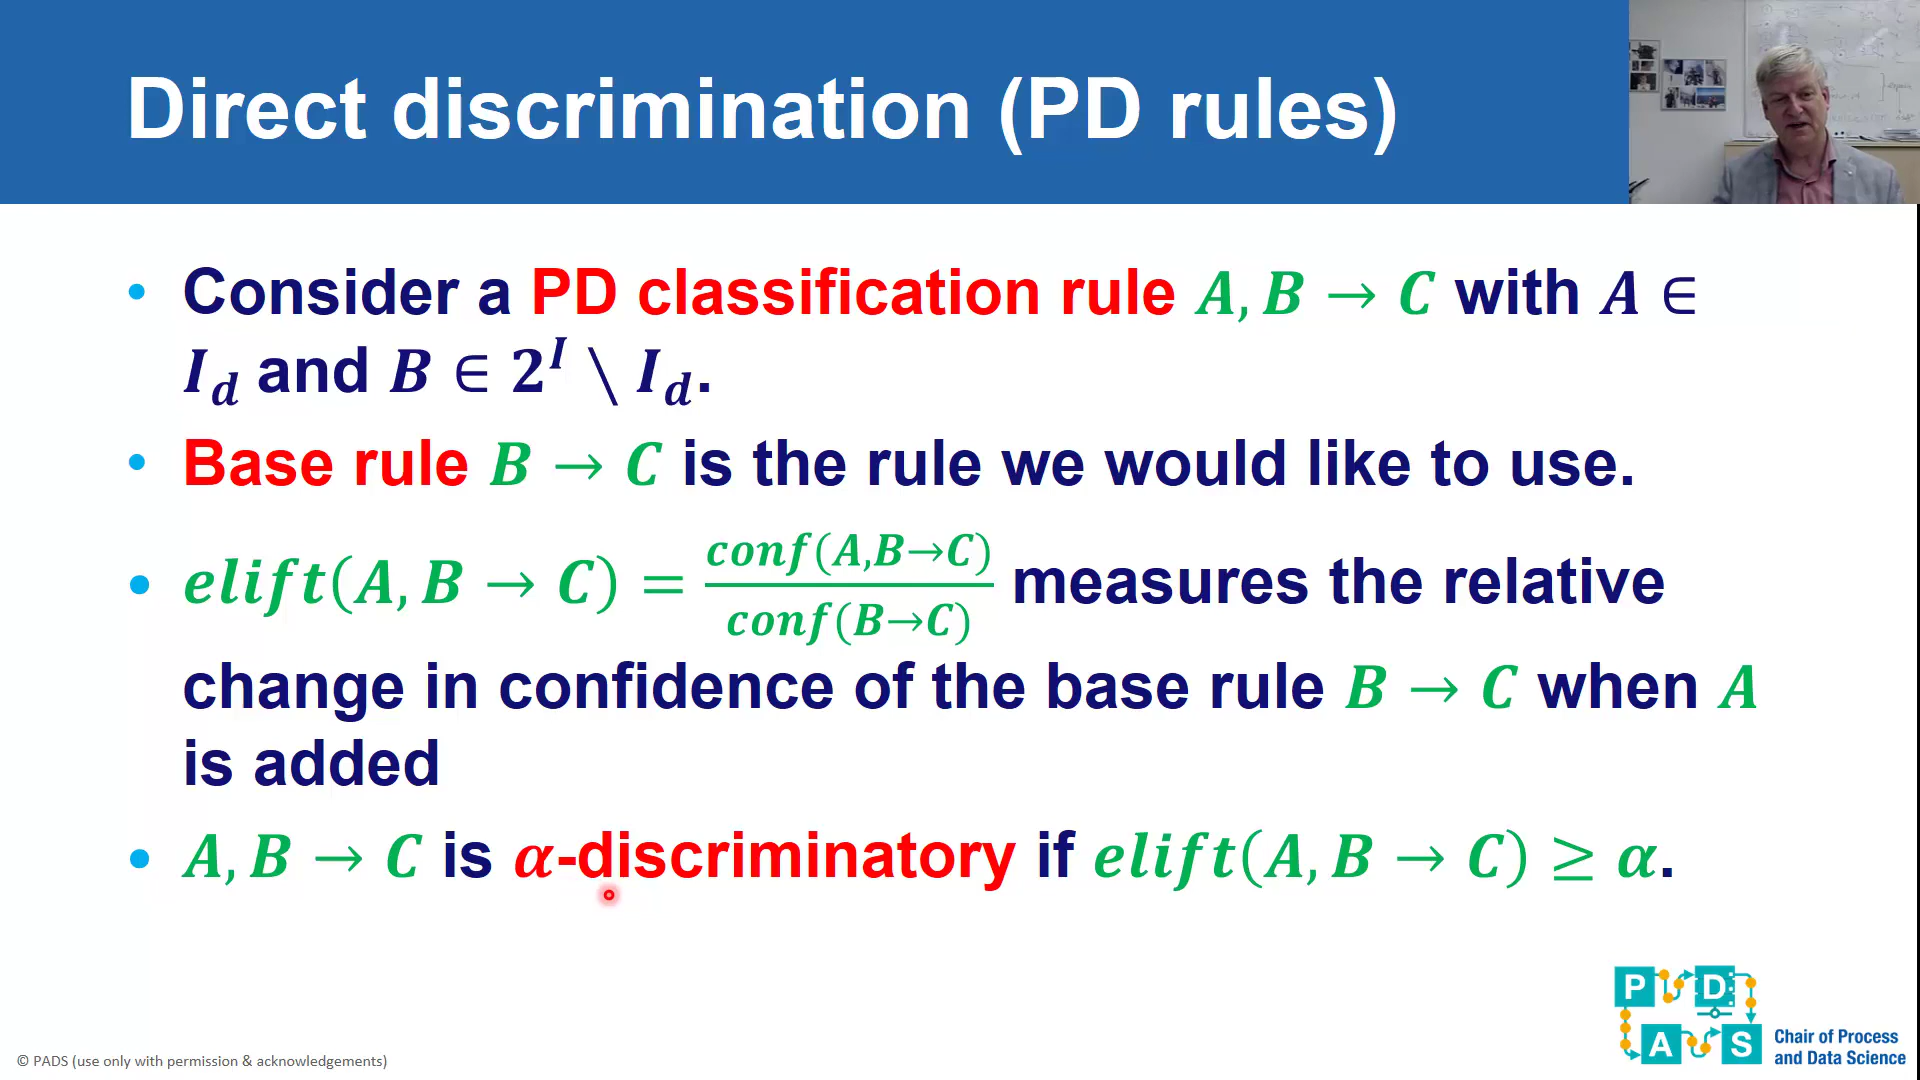 Direct discrimination (PD rules)
• Consider a PD classification rule A, B → C with A ∈
I_d and B ∈ 2^I \ I_d.
• Base rule B → C is the rule we would like to use.
• elift(A, B → C) = conf(A,B→C) / conf(B→C) measures the relative
change in confidence of the base rule B → C when A
is added
• A, B → C is α-discriminatory if elift(A, B → C) ≥ α.
P D
A S
Chair of Process
and Data Science
© PADS (use only with permission & acknowledgements)